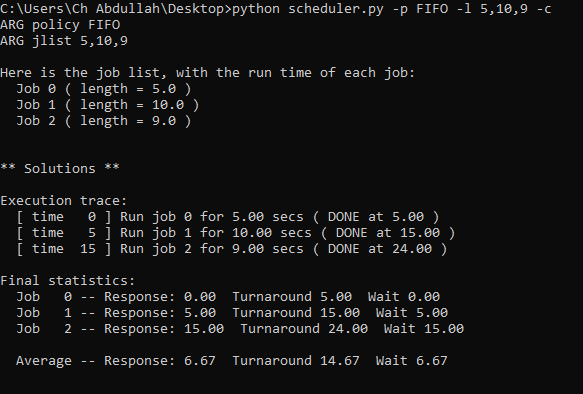 C:\Users\Ch Abdullah\Desktop>python scheduler.py -p FIFO -l 5,10,9 -c
ARG policy FIFO
ARG jlist 5,10,9
Here is the job list, with the run time of each job:
Job 0 ( length = 5.0 )
Job 1 ( length = 10.0 )
Job 2 ( length = 9.0 )
** Solutions **
Execution trace:
[ time   0 ] Run job 0 for 5.00 secs ( DONE at 5.00 )
[ time   5 ] Run job 1 for 10.00 secs ( DONE at 15.00 )
[ time  15 ] Run job 2 for 9.00 secs ( DONE at 24.00 )
Final statistics:
Job   0 -- Response: 0.00  Turnaround 5.00  Wait 0.00
Job   1 -- Response: 5.00  Turnaround 15.00  Wait 5.00
Job   2 -- Response: 15.00  Turnaround 24.00  Wait 15.00
Average -- Response: 6.67  Turnaround 14.67  Wait 6.67